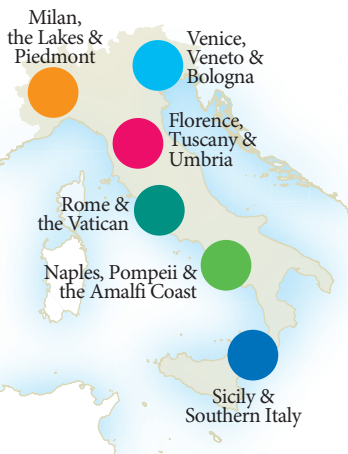 Milan,
the Lakes &
Piedmont
Venice,
Veneto &
Bologna
Florence,
Tuscany &
Umbria
Rome &
the Vatican
Naples, Pompeii &
the Amalfi Coast
Sicily &
Southern Italy